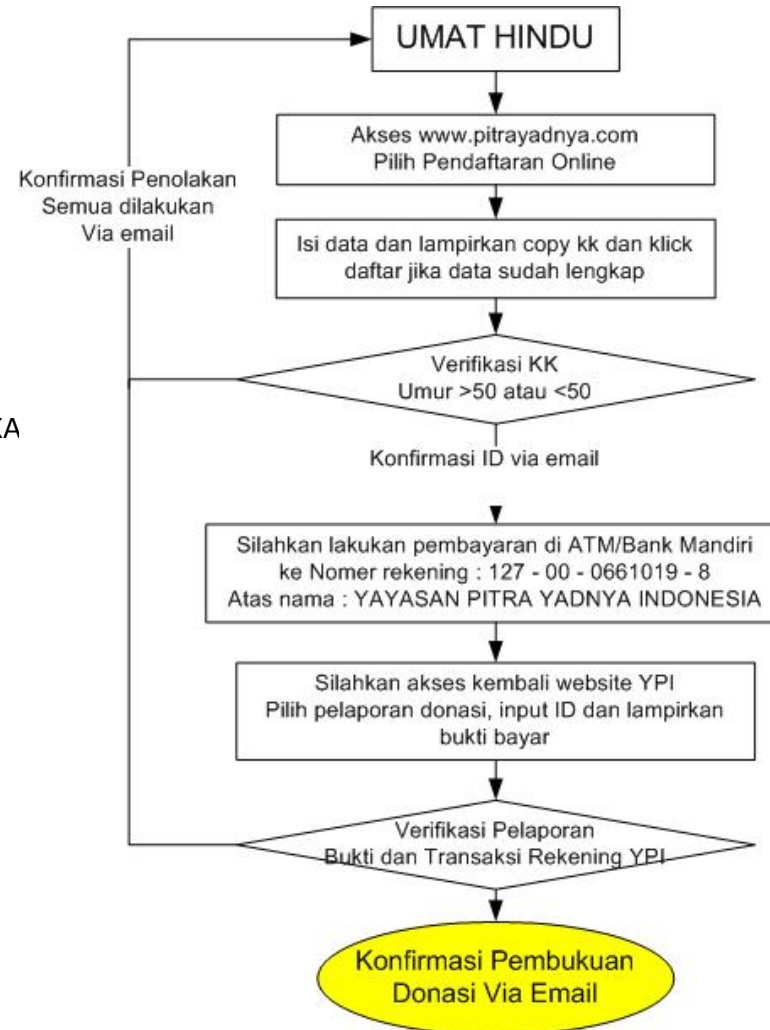 UMAT HINDU
Akses www.pitrayadnya.com
Pilih Pendaftaran Online
Konfirmasi Penolakan
Semua dilakukan
Via email
Isi data dan lampirkan copy kk dan klick
daftar jika data sudah lengkap
Verifikasi KK
Umur >50 atau <50
KA
Konfirmasi ID via email
Silahkan lakukan pembayaran di ATM/Bank Mandiri
ke Nomer rekening : 127 - 00 - 0661019 - 8
Atas nama : YAYASAN PITRA YADNYA INDONESIA
Silahkan akses kembali website YPI
Pilih pelaporan donasi, input ID dan lampirkan
bukti bayar
Verifikasi Pelaporan
Bukti dan Transaksi Rekening YPI
Konfirmasi Pembukuan
Donasi Via Email